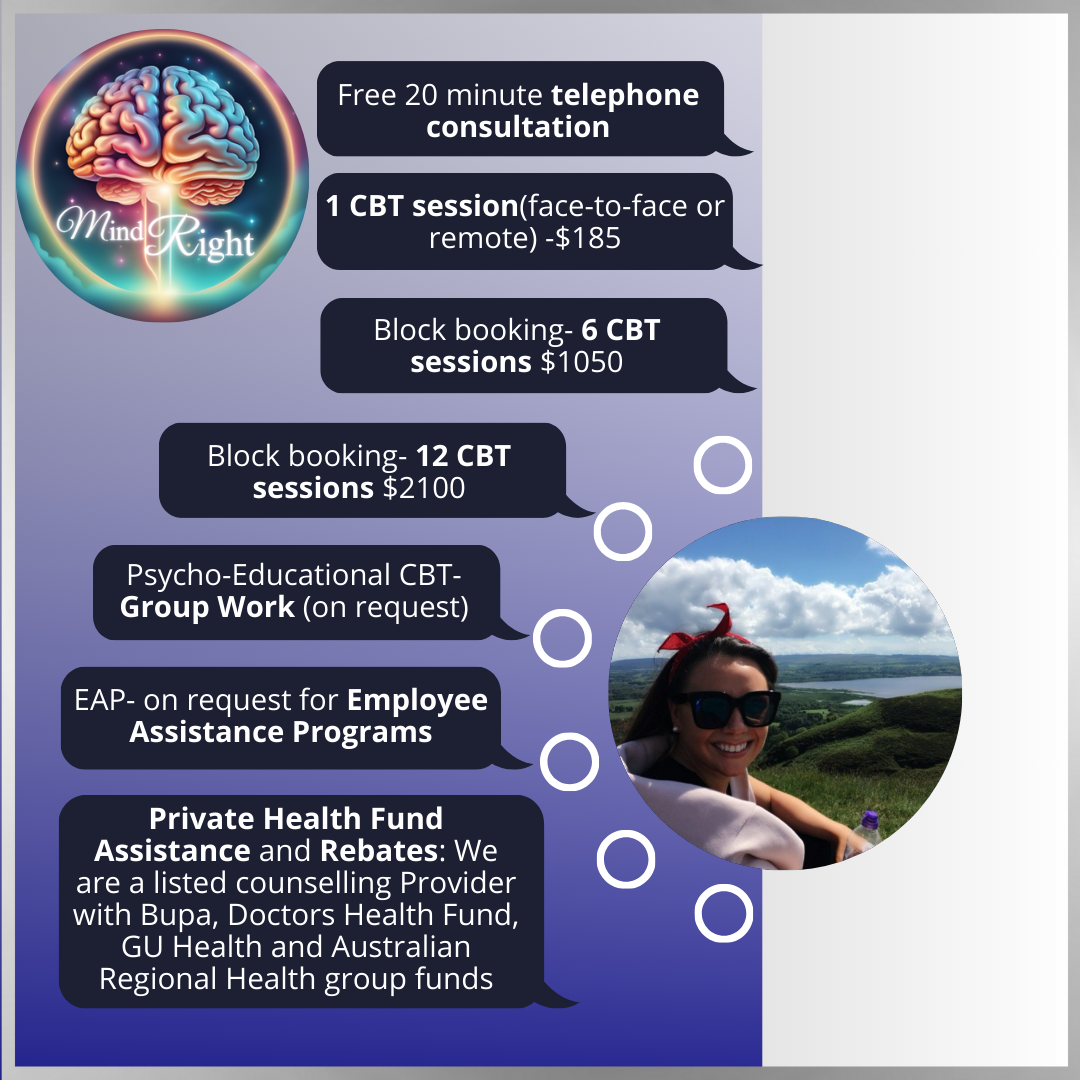 Mind Right
Free 20 minute telephone
consultation
1 CBT session(face-to-face or
remote) -$185
Block booking- 6 CBT
sessions $1050
Block booking- 12 CBT
sessions $2100
Psycho-Educational CBT-
Group Work (on request)
EAP- on request for Employee
Assistance Programs
Private Health Fund
Assistance and Rebates: We
are a listed counselling Provider
with Bupa, Doctors Health Fund,
GU Health and Australian
Regional Health group funds